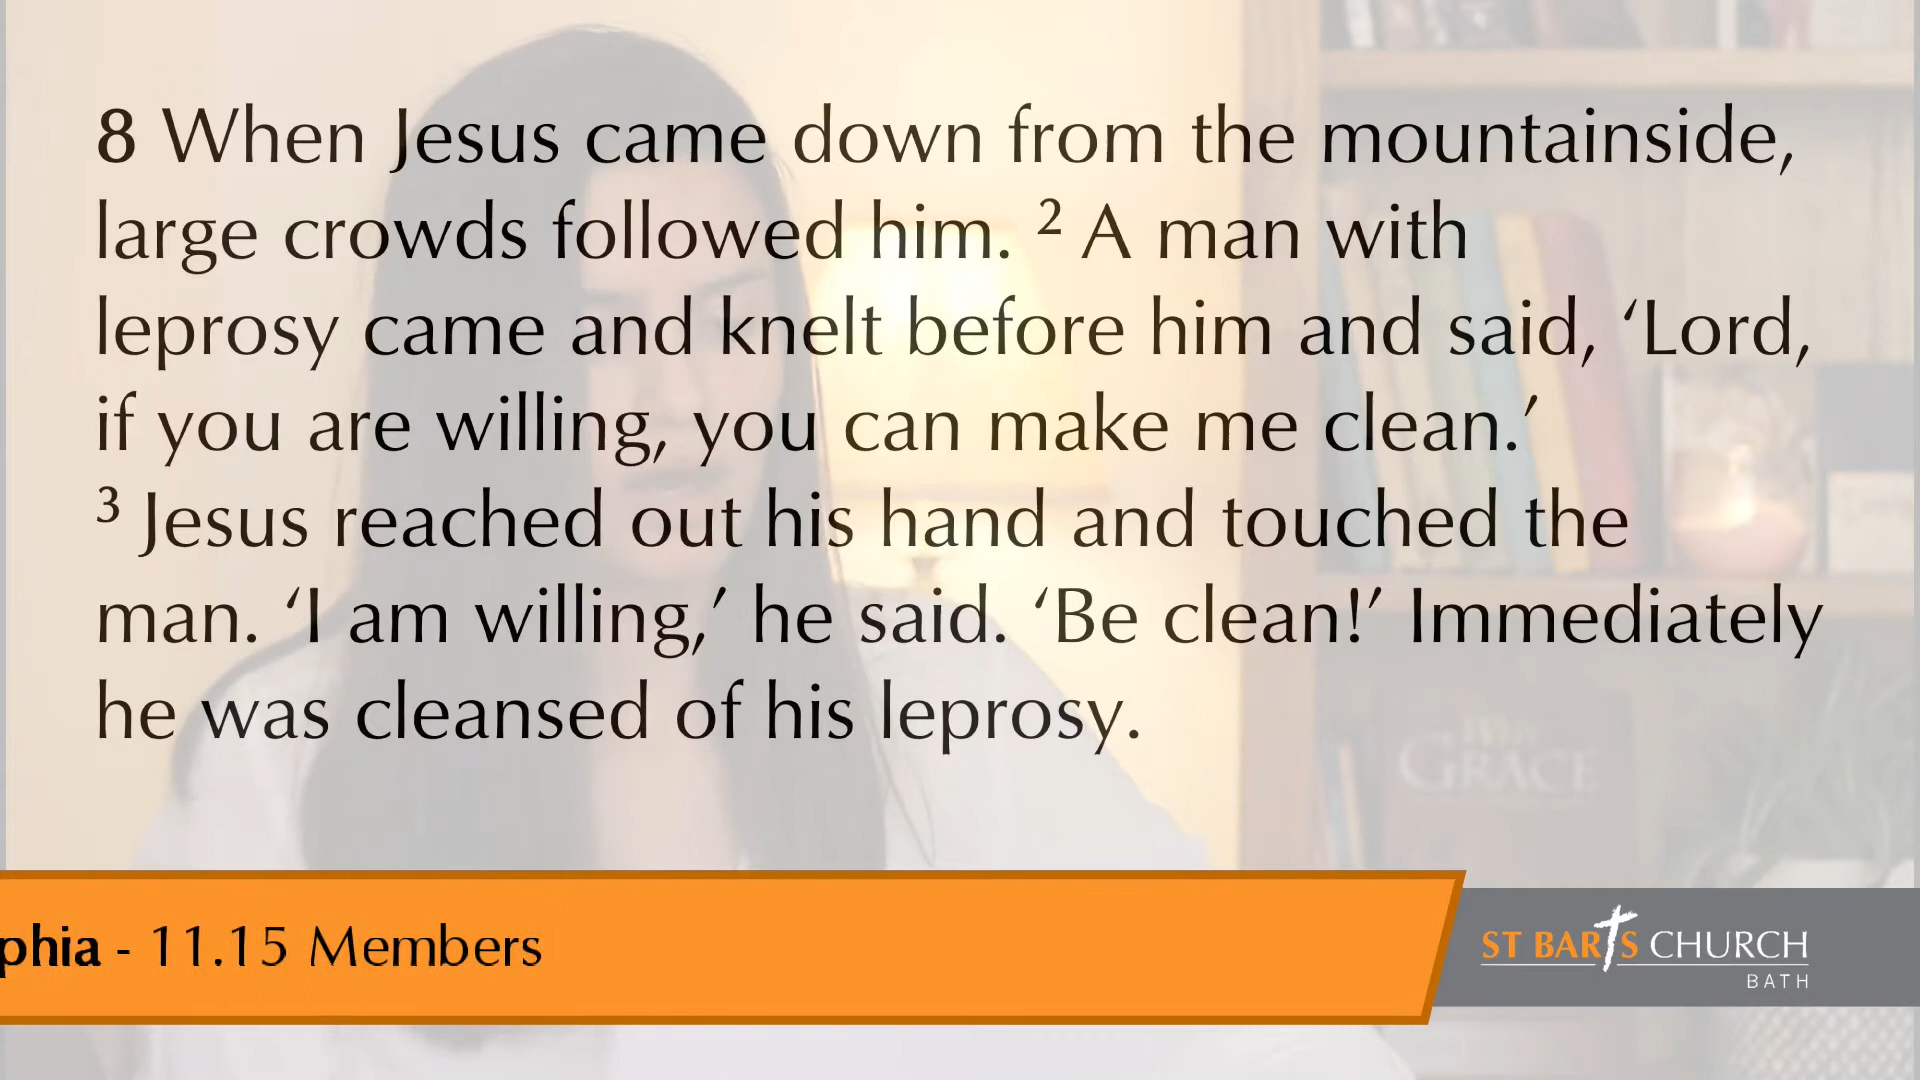 8 When Jesus came down from the mountainside,
large crowds followed him. ² A man with
leprosy came and knelt before him and said, ‘Lord,
if you are willing, you can make me clean.’
³ Jesus reached out his hand and touched the
man. ‘I am willing,’ he said. ‘Be clean!’ Immediately
he was cleansed of his leprosy.
WHY
GRACE
phia - 11.15 Members
ST BARTS CHURCH
BATH